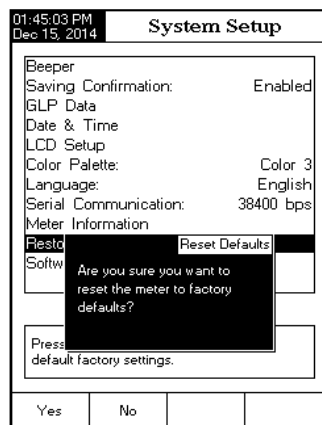 01:45:03 PM
Dec 15, 2014
System Setup
Beeper
Saving Confirmation: Enabled
GLP Data
Date & Time
LCD Setup
Color Palette: Color 3
Language: English
Serial Communication: 38400 bps
Meter Information
Resto
Reset Defaults
Softw
Are you sure you want to
reset the meter to factory
defaults?
Press
default factory settings.
Yes No